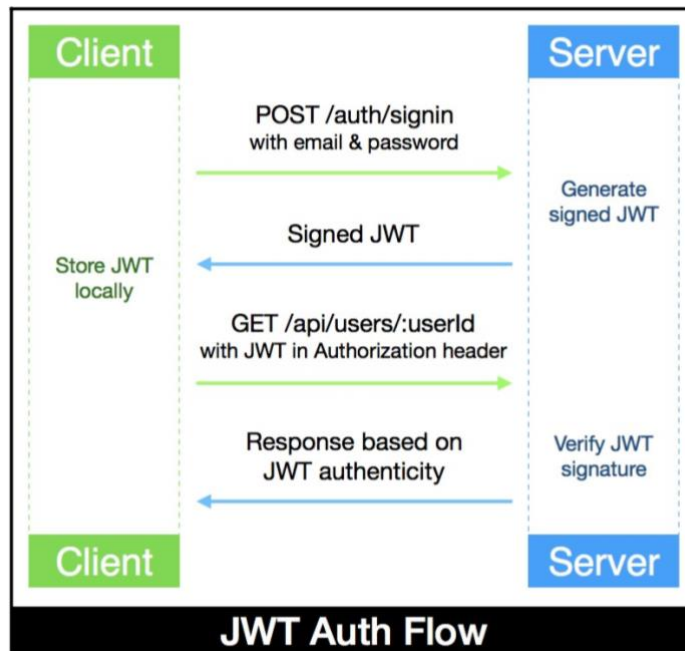 Client
Server
POST /auth/signin
with email & password
Generate
signed JWT
Signed JWT
Store JWT
locally
GET /api/users/:userId
with JWT in Authorization header
Response based on
JWT authenticity
Verify JWT
signature
Client
Server
JWT Auth Flow